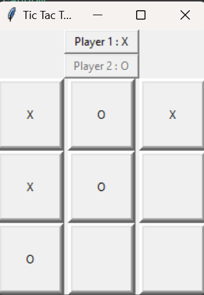 Tic Tac T...
Player 1 : X
Player 2 : O
X O X
X O
O